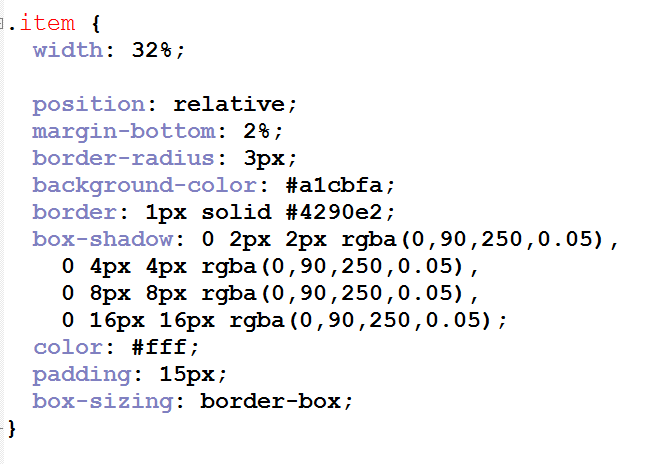 .item {
  width: 32%;

  position: relative;
  margin-bottom: 2%;
  border-radius: 3px;
  background-color: #a1cbfa;
  border: 1px solid #4290e2;
  box-shadow: 0 2px 2px rgba(0,90,250,0.05),
    0 4px 4px rgba(0,90,250,0.05),
    0 8px 8px rgba(0,90,250,0.05),
    0 16px 16px rgba(0,90,250,0.05);
  color: #fff;
  padding: 15px;
  box-sizing: border-box;
}